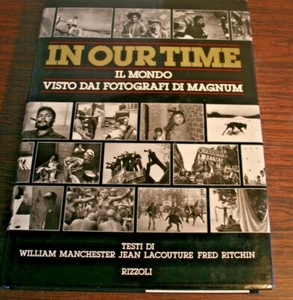 IN OUR TIME
IL MONDO
VISTO DAI FOTOGRAFI DI MAGNUM
TESTI DI
WILLIAM MANCHESTER JEAN LACOUTURE FRED RITCHIN
RIZZOLI